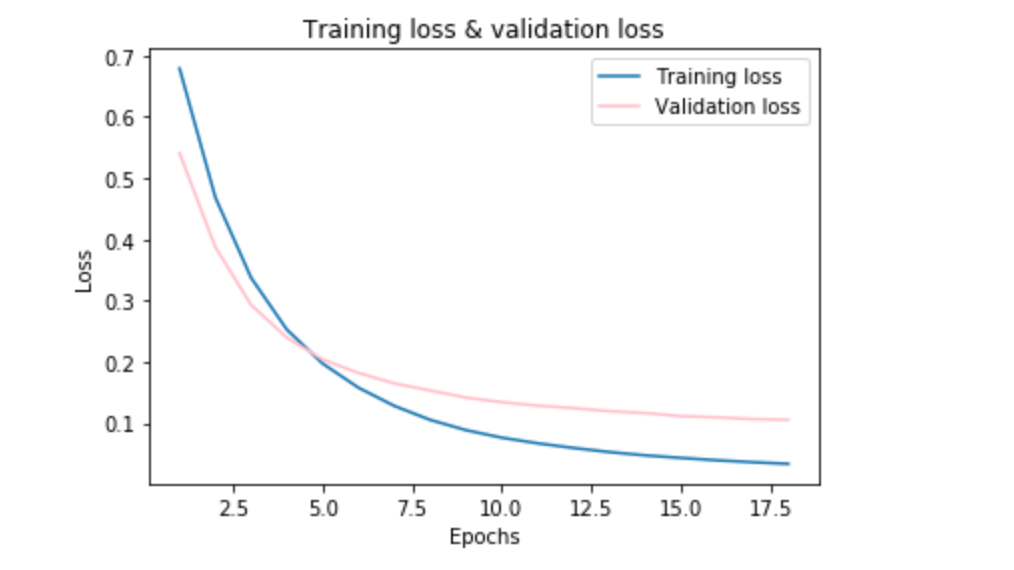 Training loss & validation loss
Training loss
Validation loss
0.7
0.6
0.5
0.4
0.3
0.2
0.1
Loss
2.5 5.0 7.5 10.0 12.5 15.0 17.5
Epochs